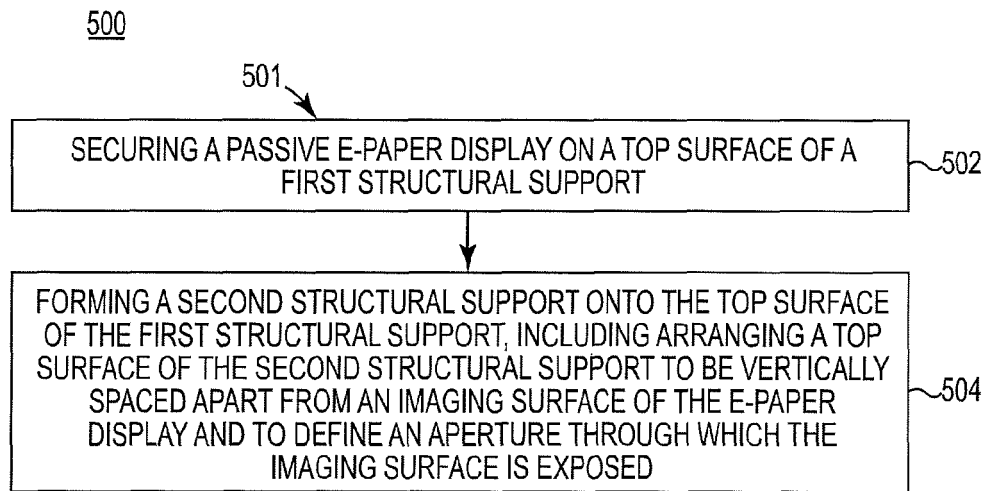 500
501
SECURING A PASSIVE E-PAPER DISPLAY ON A TOP SURFACE OF A
FIRST STRUCTURAL SUPPORT
502
FORMING A SECOND STRUCTURAL SUPPORT ONTO THE TOP SURFACE
OF THE FIRST STRUCTURAL SUPPORT, INCLUDING ARRANGING A TOP
SURFACE OF THE SECOND STRUCTURAL SUPPORT TO BE VERTICALLY
SPACED APART FROM AN IMAGING SURFACE OF THE E-PAPER
DISPLAY AND TO DEFINE AN APERTURE THROUGH WHICH THE
IMAGING SURFACE IS EXPOSED
504